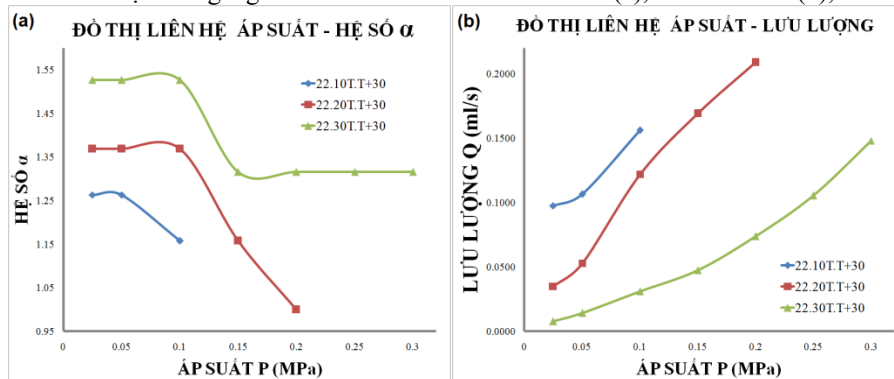 (a) ĐỒ THỊ LIÊN HỆ ÁP SUẤT - HỆ SỐ α
1.55
1.45
1.35
1.25
1.15
1.05
0.95
HỆ SỐ α
22.10T.T+30
22.20T.T+30
22.30T.T+30
0 0.05 0.1 0.15 0.2 0.25 0.3
ÁP SUẤT P (MPa)
(b) ĐỒ THỊ LIÊN HỆ ÁP SUẤT - LƯU LƯỢNG
0.2000
0.1500
0.1000
0.0500
0.0000
LƯU LƯỢNG Q (ml/s)
22.10T.T+30
22.20T.T+30
22.30T.T+30
0 0.05 0.1 0.15 0.2 0.25 0.3
ÁP SUẤT P (MPa)